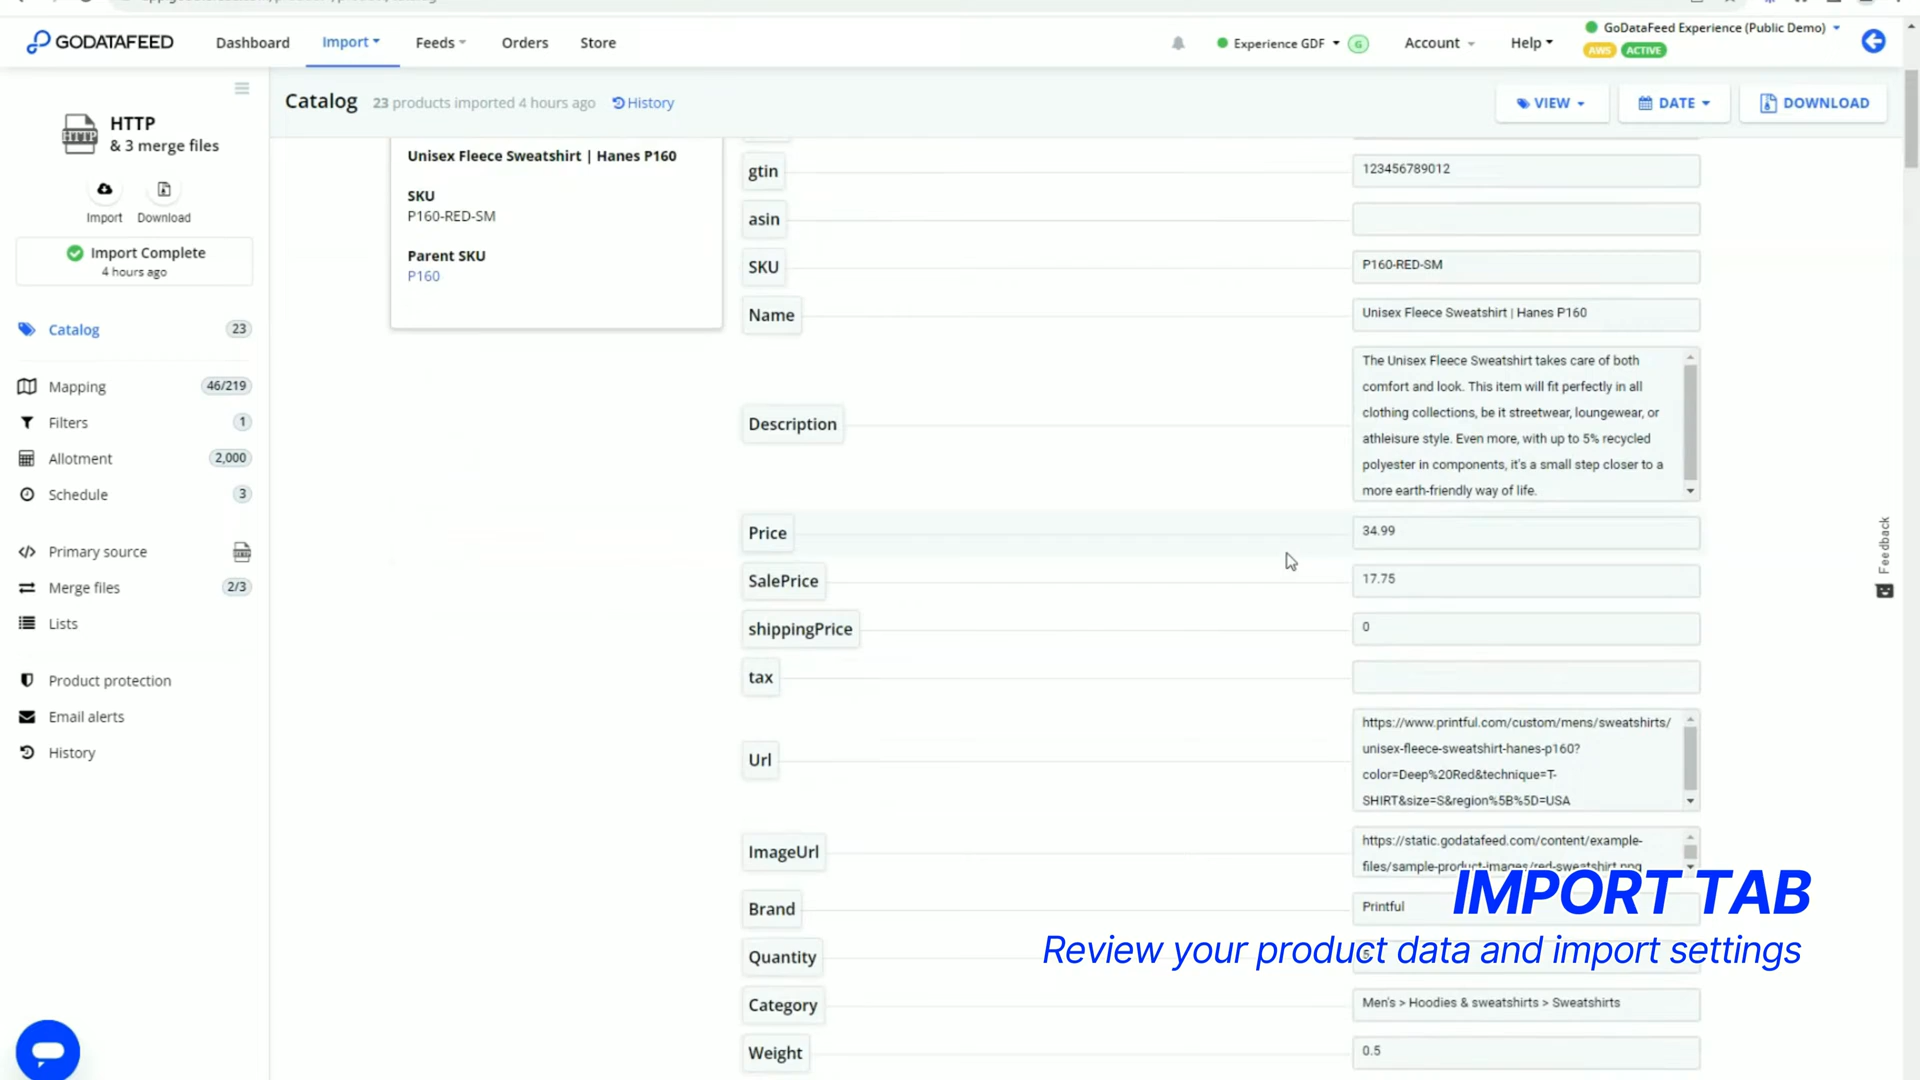 GODATAFEED
Dashboard
Import
Feeds
Orders
Store
Experience GDF
G
Account
Help
GoDataFeed Experience (Public Demo)
AWS
ACTIVE
HTTP
HTTP
& 3 merge files
Import
Download
Import Complete
4 hours ago
Catalog
23
Mapping
46/219
Filters
1
Allotment
2,000
Schedule
3
Primary source
Merge files
2/3
Lists
Product protection
Email alerts
History
Catalog
23 products imported 4 hours ago
History
VIEW
DATE
DOWNLOAD
Unisex Fleece Sweatshirt | Hanes P160
SKU
P160-RED-SM
Parent SKU
P160
gtin
123456789012
asin
SKU
P160-RED-SM
Name
Unisex Fleece Sweatshirt | Hanes P160
Description
The Unisex Fleece Sweatshirt takes care of both
comfort and look. This item will fit perfectly in all
clothing collections, be it streetwear, loungewear, or
athleisure style. Even more, with up to 5% recycled
polyester in components, it's a small step closer to a
more earth-friendly way of life.
Price
34.99
SalePrice
17.75
shippingPrice
0
tax
Url
https://www.printful.com/custom/mens/sweatshirts/
unisex-fleece-sweatshirt-hanes-p160?
color=Deep%20Red&technique=T-
SHIRT&size=S&region%5B%5D=USA
ImageUrl
https://static.godatafeed.com/content/example-
files/sample-product-images/red-sweatshirt.png
Brand
Printful
Quantity
5
Category
Men's > Hoodies & sweatshirts > Sweatshirts
Weight
0.5
Feedback
IMPORT TAB
Review your product data and import settings